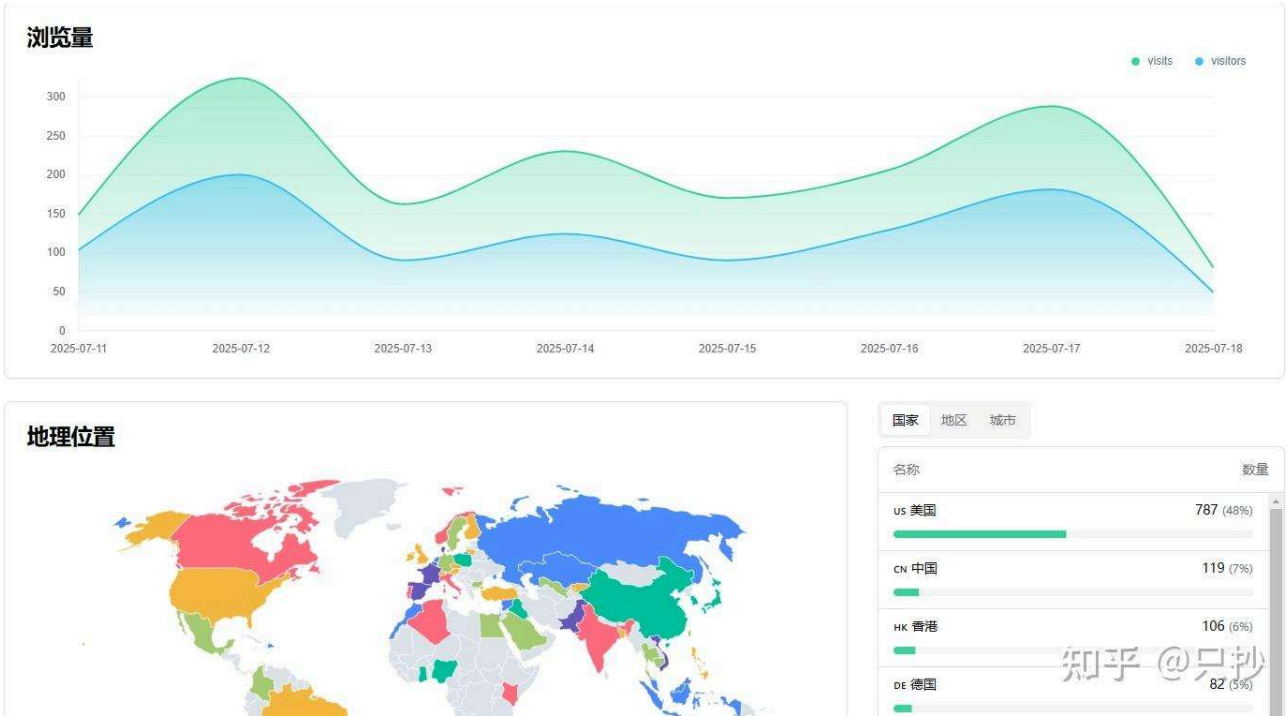 浏览量
visits visitors
300
250
200
150
100
50
0
2025-07-11 2025-07-12 2025-07-13 2025-07-14 2025-07-15 2025-07-16 2025-07-17 2025-07-18
地理位置
国家 地区 城市
名称 数量
US 美国 787 (48%)
CN 中国 119 (7%)
HK 香港 106 (6%)
DE 德国 82 (5%)
知乎 @只抄